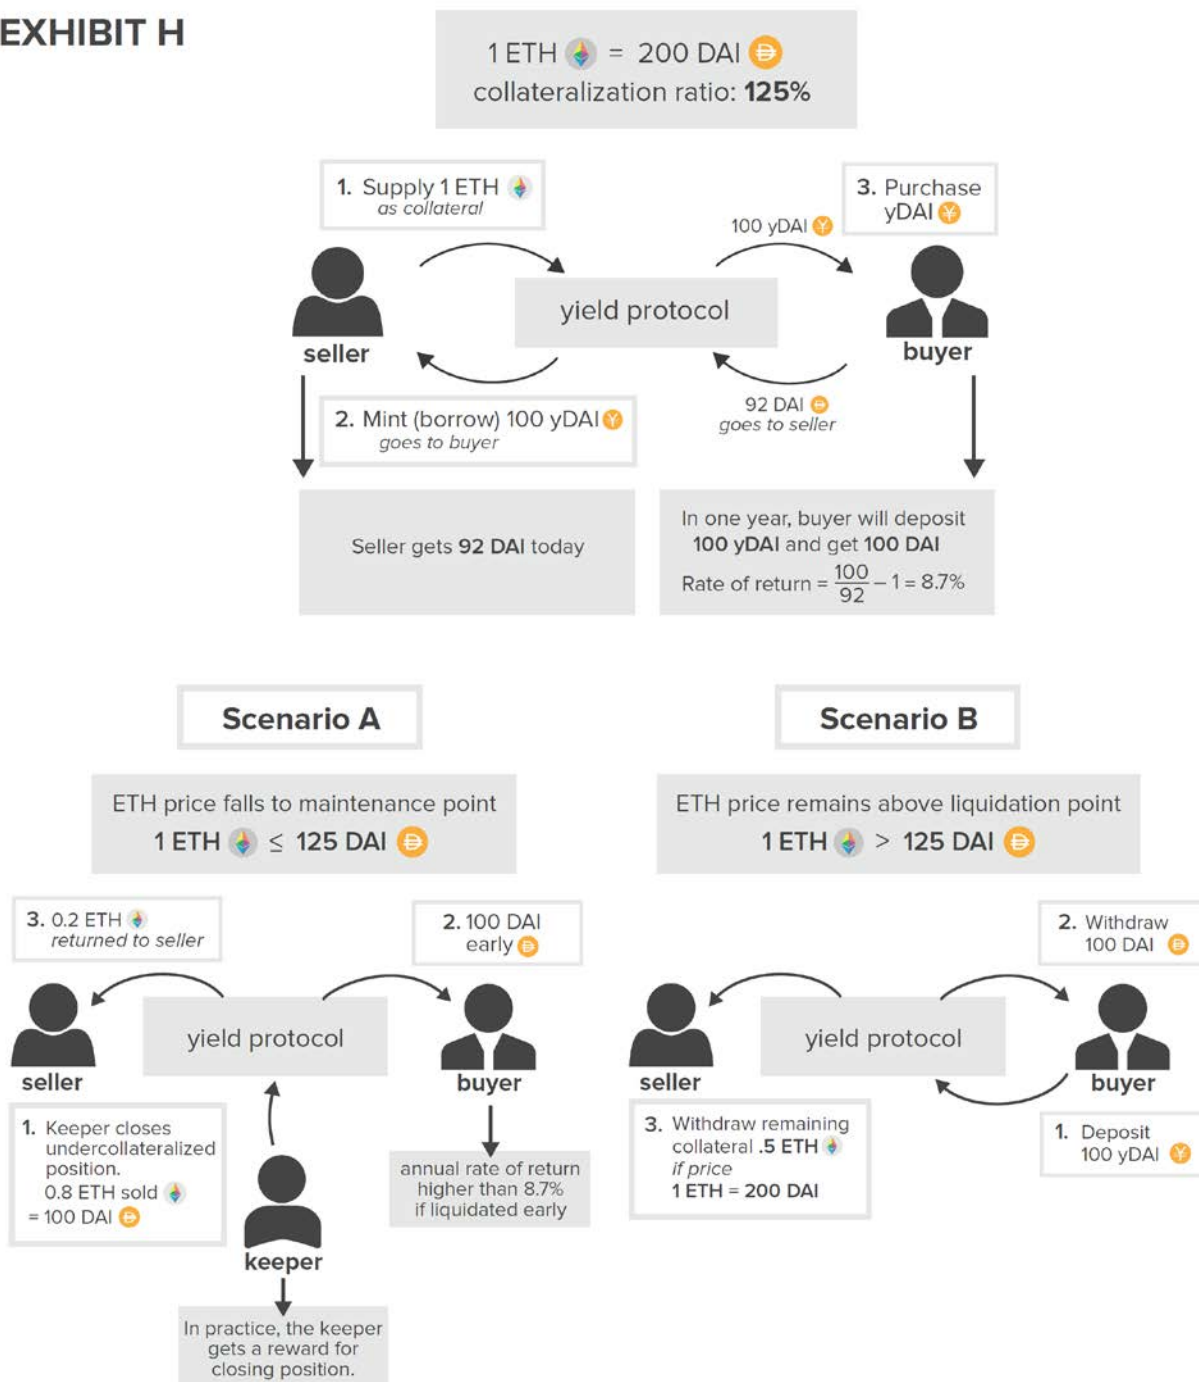 EXHIBIT H
1 ETH = 200 DAI
collateralization ratio: 125%
1. Supply 1 ETH
as collateral
3. Purchase
yDAI
100 yDAI
yield protocol
seller
buyer
2. Mint (borrow) 100 yDAI
goes to buyer
92 DAI
goes to seller
Seller gets 92 DAI today
In one year, buyer will deposit
100 yDAI and get 100 DAI
Rate of return = 100/92 – 1 = 8.7%
Scenario A
ETH price falls to maintenance point
1 ETH ≤ 125 DAI
3. 0.2 ETH
returned to seller
2. 100 DAI
early
yield protocol
seller
buyer
1. Keeper closes
undercollateralized
position.
0.8 ETH sold
= 100 DAI
keeper
annual rate of return
higher than 8.7%
if liquidated early
In practice, the keeper
gets a reward for
closing position.
Scenario B
ETH price remains above liquidation point
1 ETH > 125 DAI
2. Withdraw
100 DAI
yield protocol
seller
buyer
3. Withdraw remaining
collateral .5 ETH
if price
1 ETH = 200 DAI
1. Deposit
100 yDAI